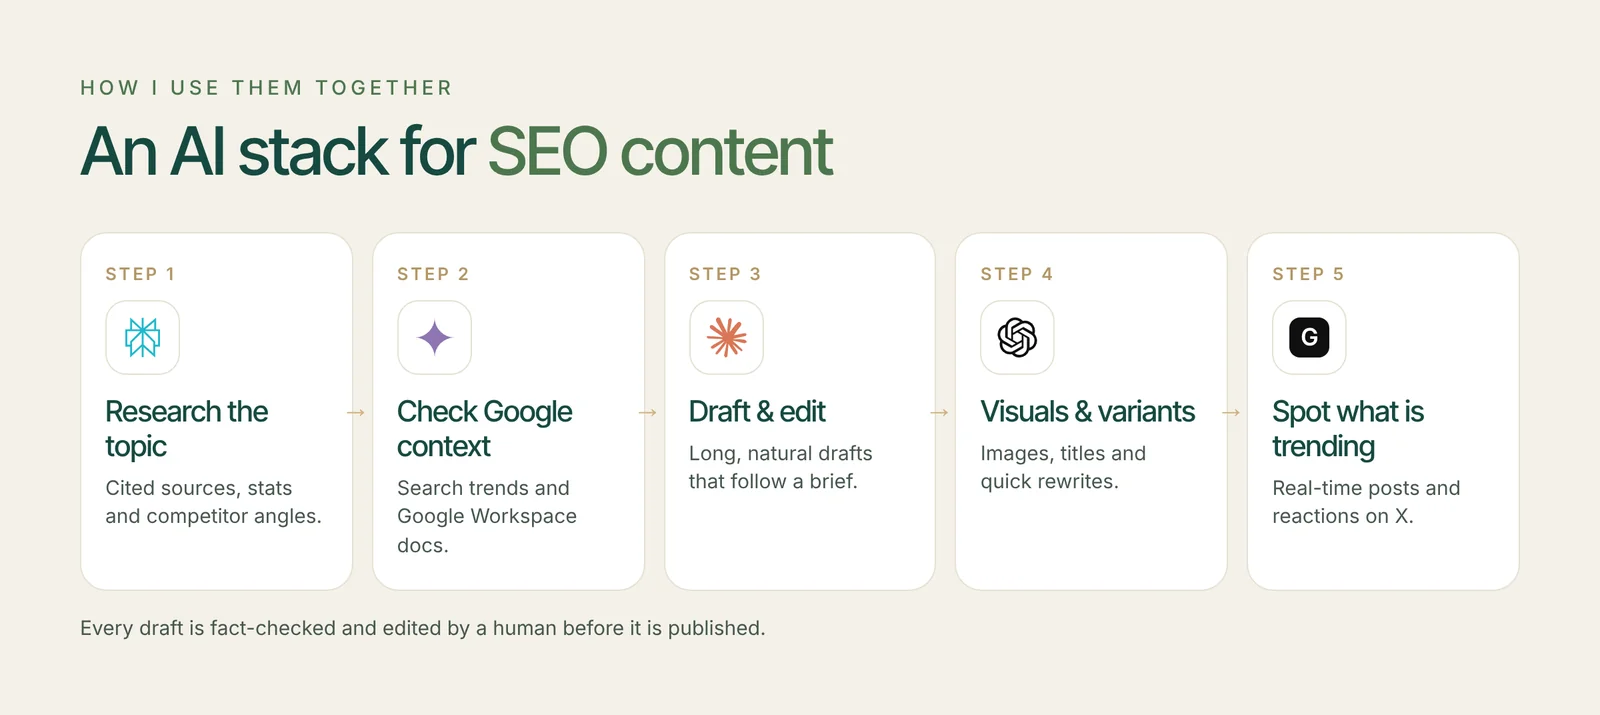 HOW I USE THEM TOGETHER
An AI stack for SEO content
STEP 1
Research the
topic
Cited sources, stats
and competitor angles.
→
STEP 2
Check Google
context
Search trends and
Google Workspace
docs.
→
STEP 3
Draft & edit
Long, natural drafts
that follow a brief.
→
STEP 4
Visuals & variants
Images, titles and
quick rewrites.
→
STEP 5
G
Spot what is
trending
Real-time posts and
reactions on X.
Every draft is fact-checked and edited by a human before it is published.